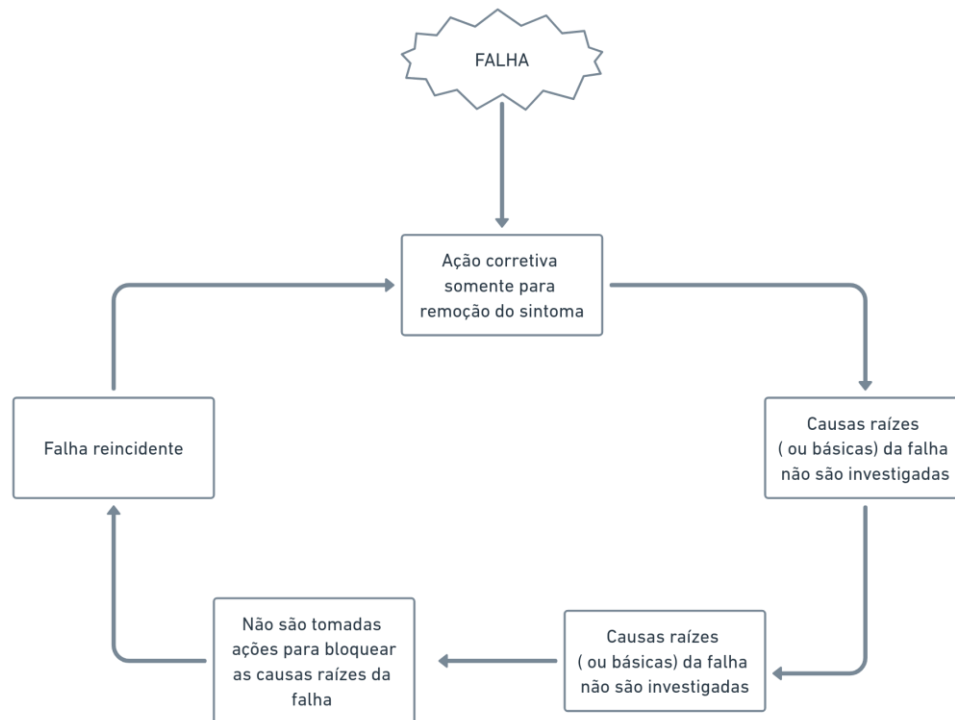 FALHA
Ação corretiva
somente para
remoção do sintoma
Falha reincidente
Causas raízes
( ou básicas) da falha
não são investigadas
Não são tomadas
ações para bloquear
as causas raízes da
falha
Causas raízes
( ou básicas) da falha
não são investigadas